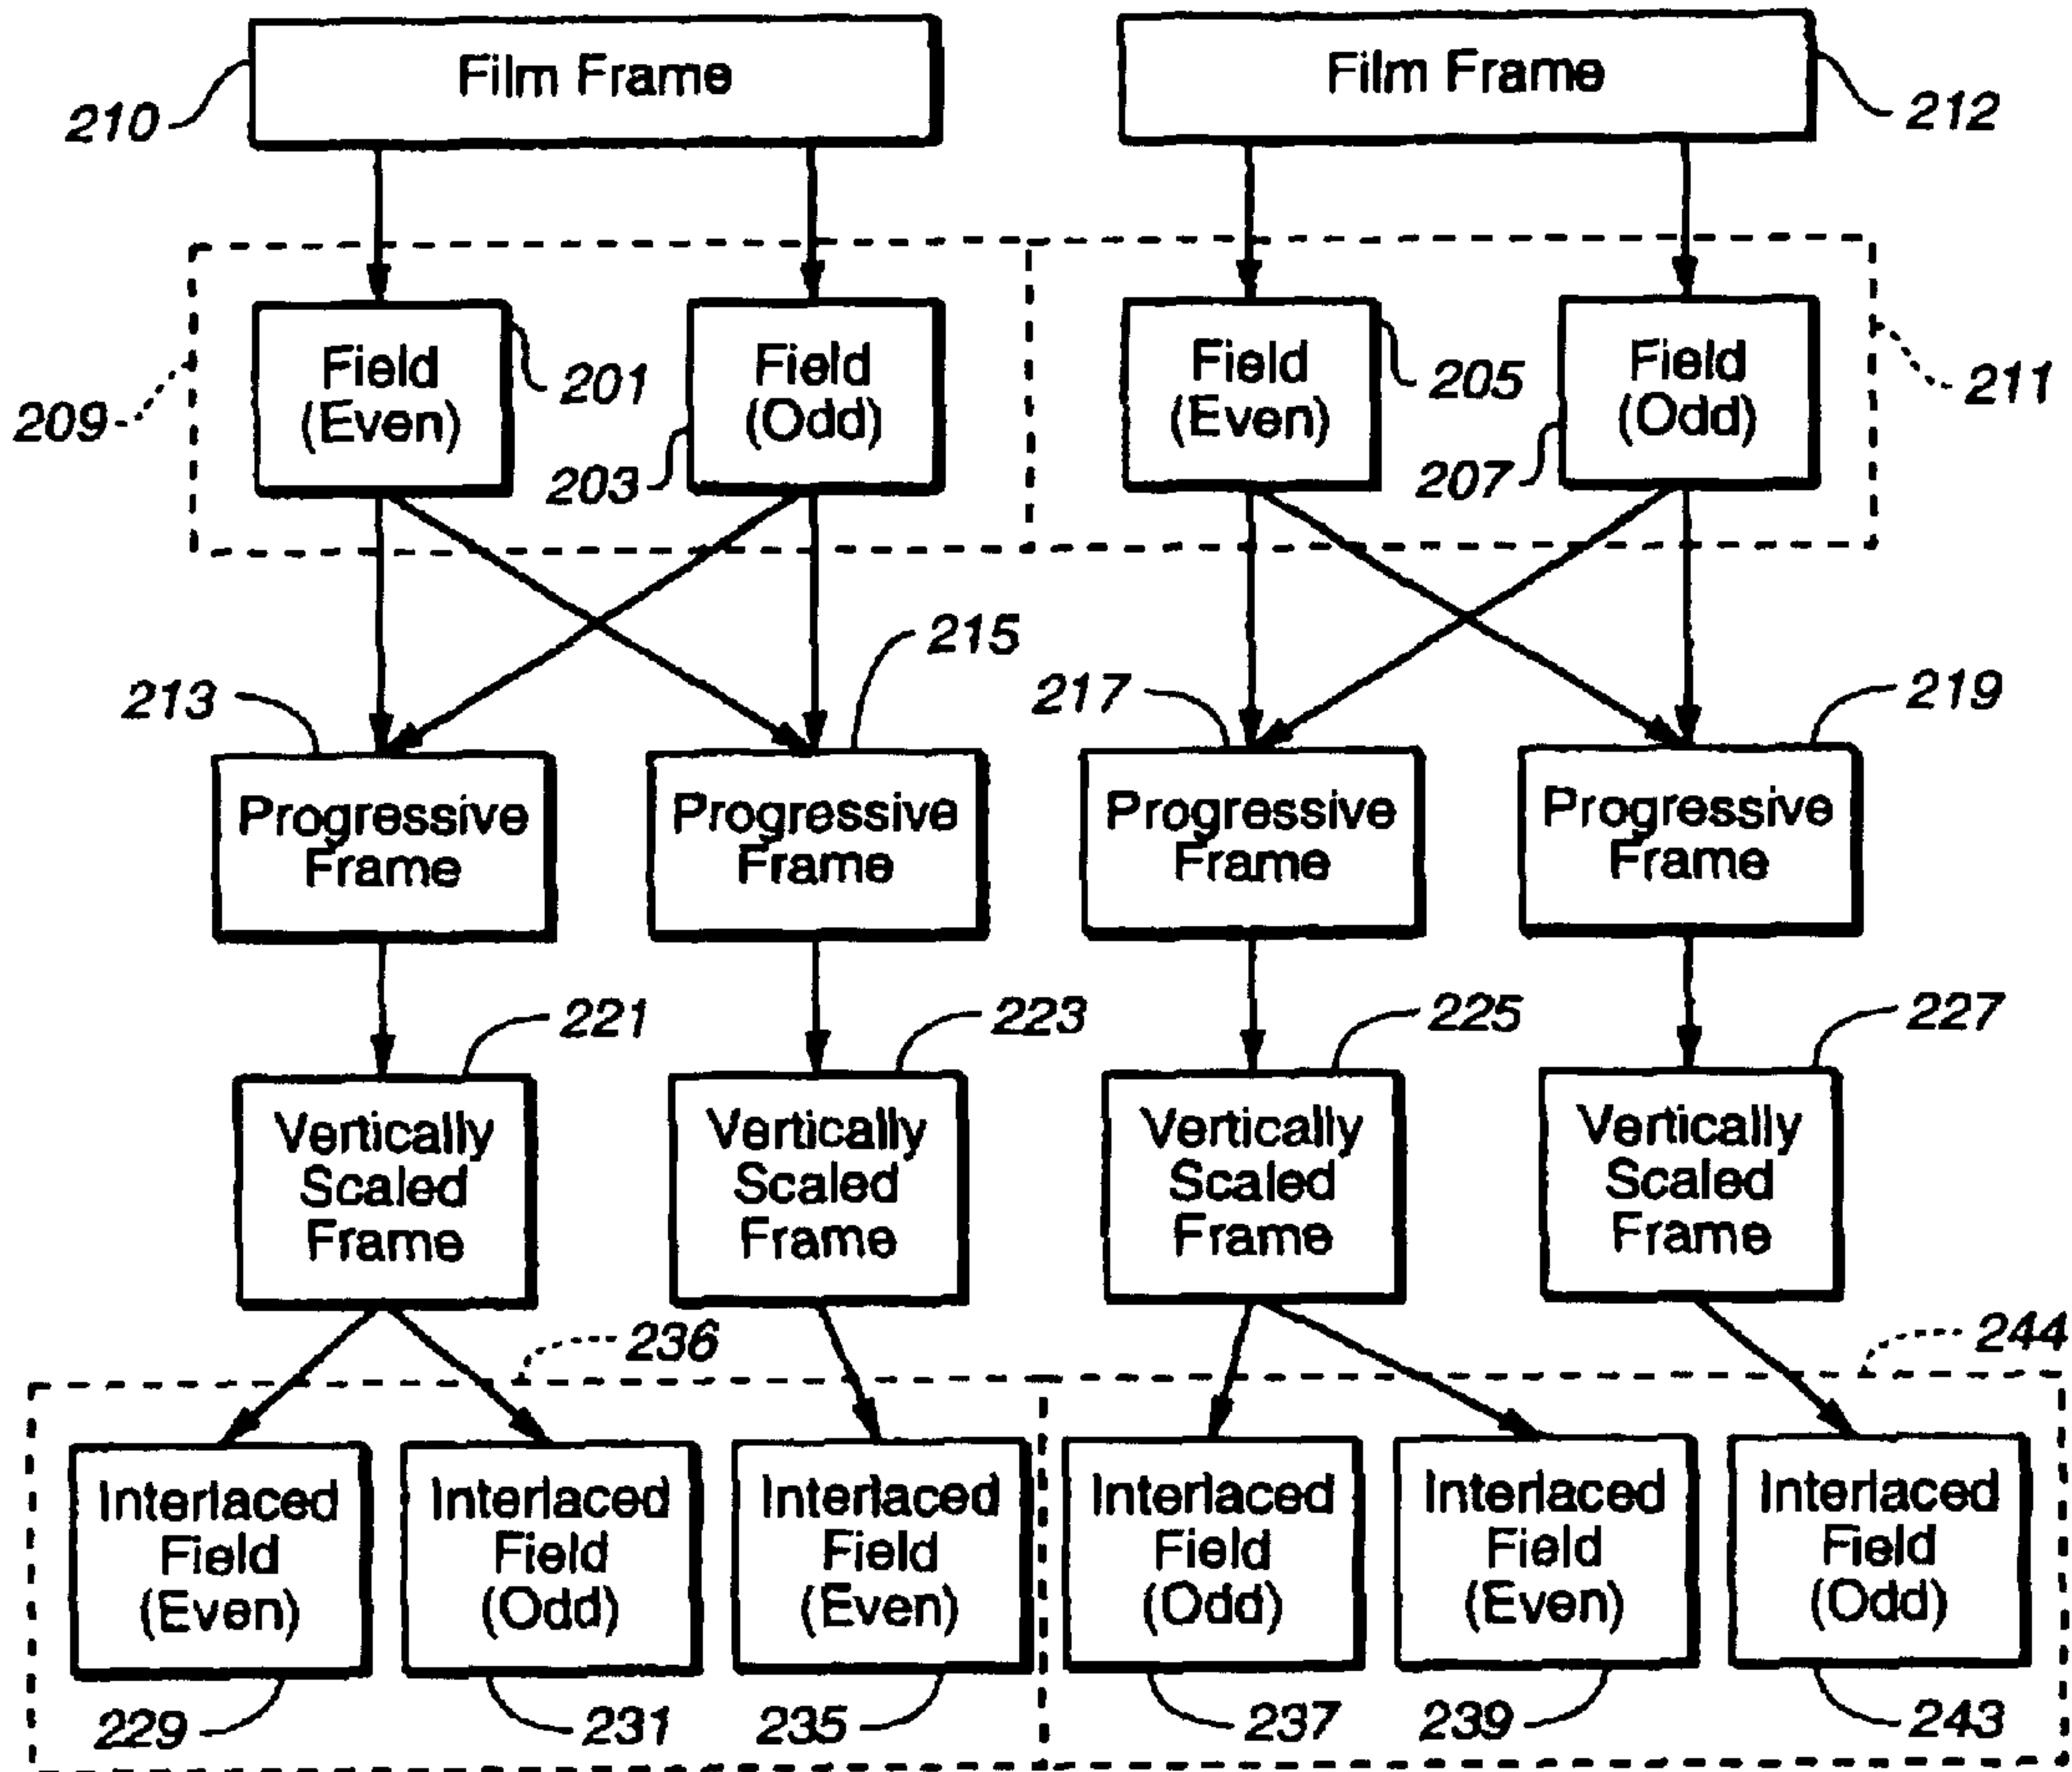 Film Frame
Film Frame
210
212
Field
(Even)
201
Field
(Odd)
203
Field
(Even)
205
Field
(Odd)
207
209
211
213
215
217
219
Progressive
Frame
Progressive
Frame
Progressive
Frame
Progressive
Frame
221
223
225
227
Vertically
Scaled
Frame
Vertically
Scaled
Frame
Vertically
Scaled
Frame
Vertically
Scaled
Frame
236
244
Interlaced
Field
(Even)
Interlaced
Field
(Odd)
Interlaced
Field
(Even)
Interlaced
Field
(Odd)
Interlaced
Field
(Even)
Interlaced
Field
(Odd)
229
231
235
237
239
243